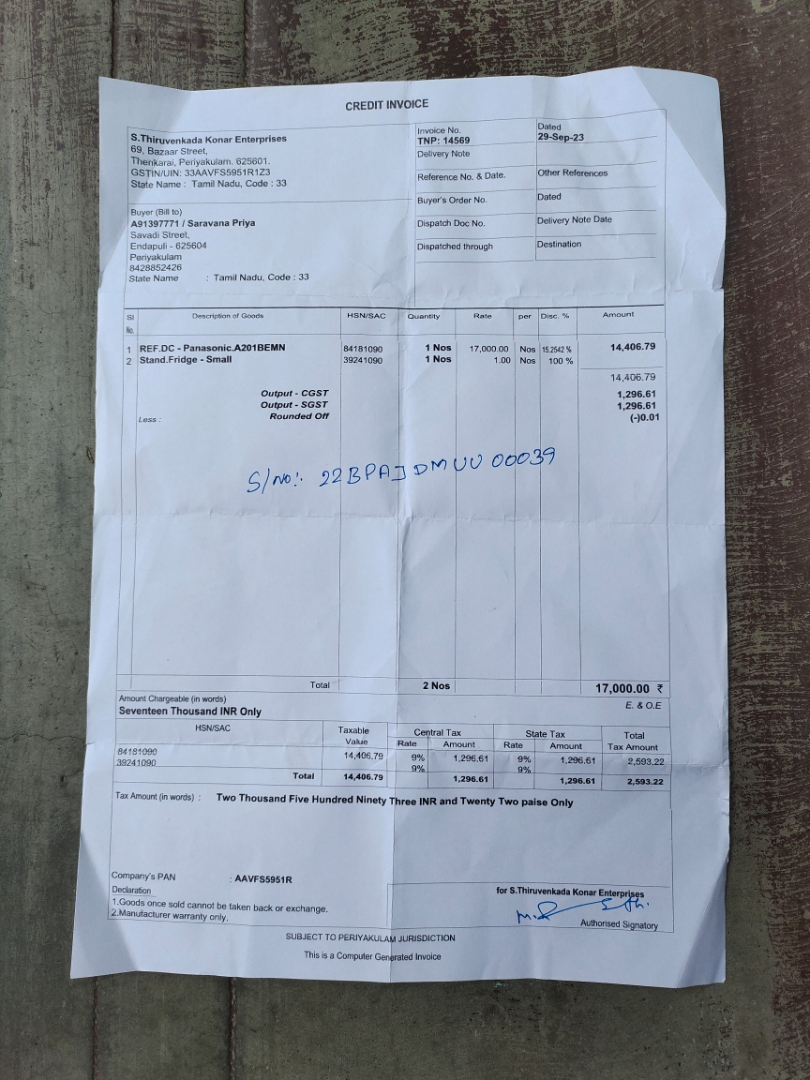 CREDIT INVOICE
S.Thiruvenkada Konar Enterprises
69, Bazaar Street,
Thenkarai, Periyakulam. 625601.
GSTIN/UIN: 33AAVFS5951R1Z3
State Name : Tamil Nadu, Code : 33
Invoice No. Dated
TNP: 14569 29-Sep-23
Delivery Note
Reference No. & Date. Other References
Buyer's Order No. Dated
Dispatch Doc No. Delivery Note Date
Dispatched through Destination
Buyer (Bill to)
A91397771 / Saravana Priya
Savadi Street,
Endapuli - 625604
Periyakulam
8428852426
State Name : Tamil Nadu, Code : 33
Sl No. Description of Goods HSN/SAC Quantity Rate per Disc. % Amount
1 REF.DC - Panasonic.A201BEMN 84181090 1 Nos 17,000.00 Nos 15.2542 % 14,406.79
2 Stand.Fridge - Small 39241090 1 Nos 1.00 Nos 100 %
14,406.79
Output - CGST 1,296.61
Output - SGST 1,296.61
Less : Rounded Off (-)0.01
S/No:. 22BPAJDMUU00039
Total 2 Nos 17,000.00 ₹
Amount Chargeable (in words) E. & O.E
Seventeen Thousand INR Only
HSN/SAC Taxable Value Central Tax State Tax Total Tax Amount
Rate Amount Rate Amount
84181090 14,406.79 9% 1,296.61 9% 1,296.61 2,593.22
39241090 9% 9%
Total 14,406.79 1,296.61 1,296.61 2,593.22
Tax Amount (in words) : Two Thousand Five Hundred Ninety Three INR and Twenty Two paise Only
Company's PAN : AAVFS5951R
Declaration
1.Goods once sold cannot be taken back or exchange.
2.Manufacturer warranty only.
for S.Thiruvenkada Konar Enterprises
Authorised Signatory
SUBJECT TO PERIYAKULAM JURISDICTION
This is a Computer Generated Invoice